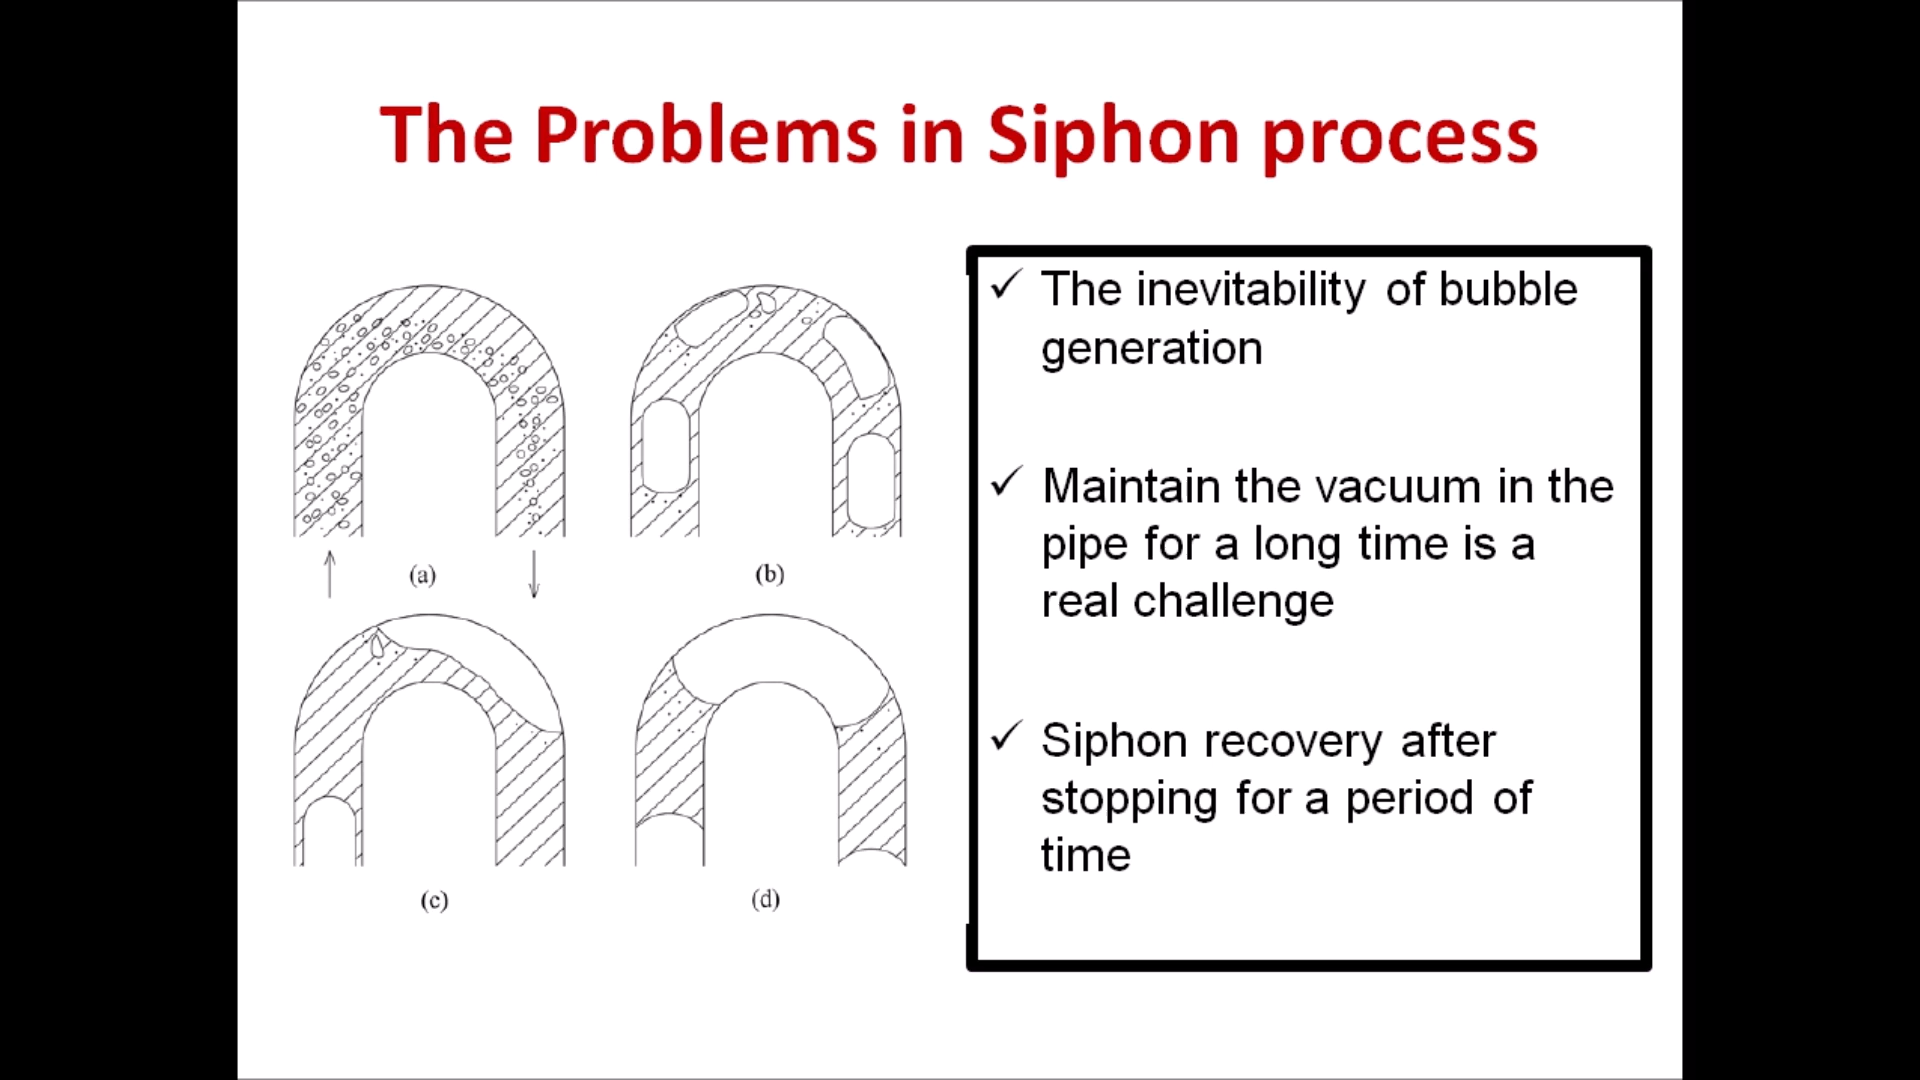 The Problems in Siphon process
(a)
(b)
(c)
(d)
✓ The inevitability of bubble
generation
✓ Maintain the vacuum in the
pipe for a long time is a
real challenge
✓ Siphon recovery after
stopping for a period of
time